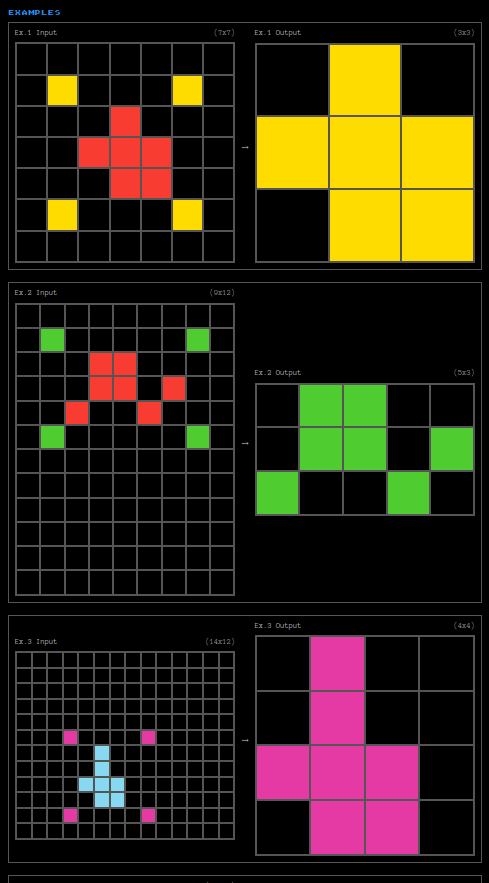 EXAMPLES
Ex.1 Input (7x7) Ex.1 Output (3x3)
→
Ex.2 Input (9x12)
Ex.2 Output (5x3)
→
Ex.3 Output (4x4)
Ex.3 Input (14x12)
→